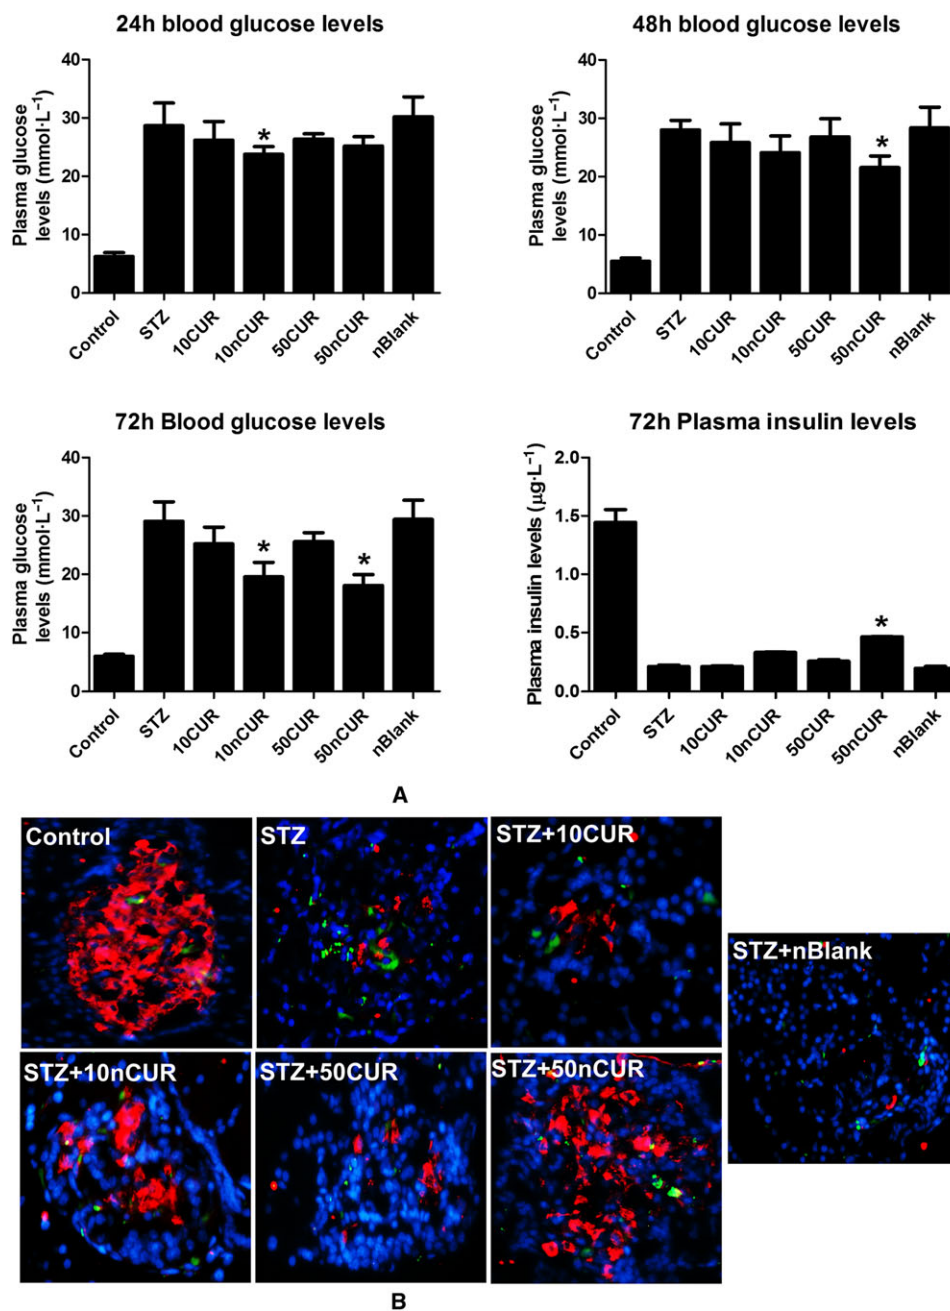 24h blood glucose levels
Plasma glucose
levels (mmol·L⁻¹)
40
30
20
10
0
*
Control
STZ
10CUR
10nCUR
50CUR
50nCUR
nBlank
48h blood glucose levels
Plasma glucose
levels (mmol·L⁻¹)
40
30
20
10
0
*
Control
STZ
10CUR
10nCUR
50CUR
50nCUR
nBlank
72h Blood glucose levels
Plasma glucose
levels (mmol·L⁻¹)
40
30
20
10
0
*
*
Control
STZ
10CUR
10nCUR
50CUR
50nCUR
nBlank
72h Plasma insulin levels
Plasma insulin levels (µg·L⁻¹)
2.0
1.5
1.0
0.5
0.0
*
Control
STZ
10CUR
10nCUR
50CUR
50nCUR
nBlank
A
Control
STZ
STZ+10CUR
STZ+nBlank
STZ+10nCUR
STZ+50CUR
STZ+50nCUR
B